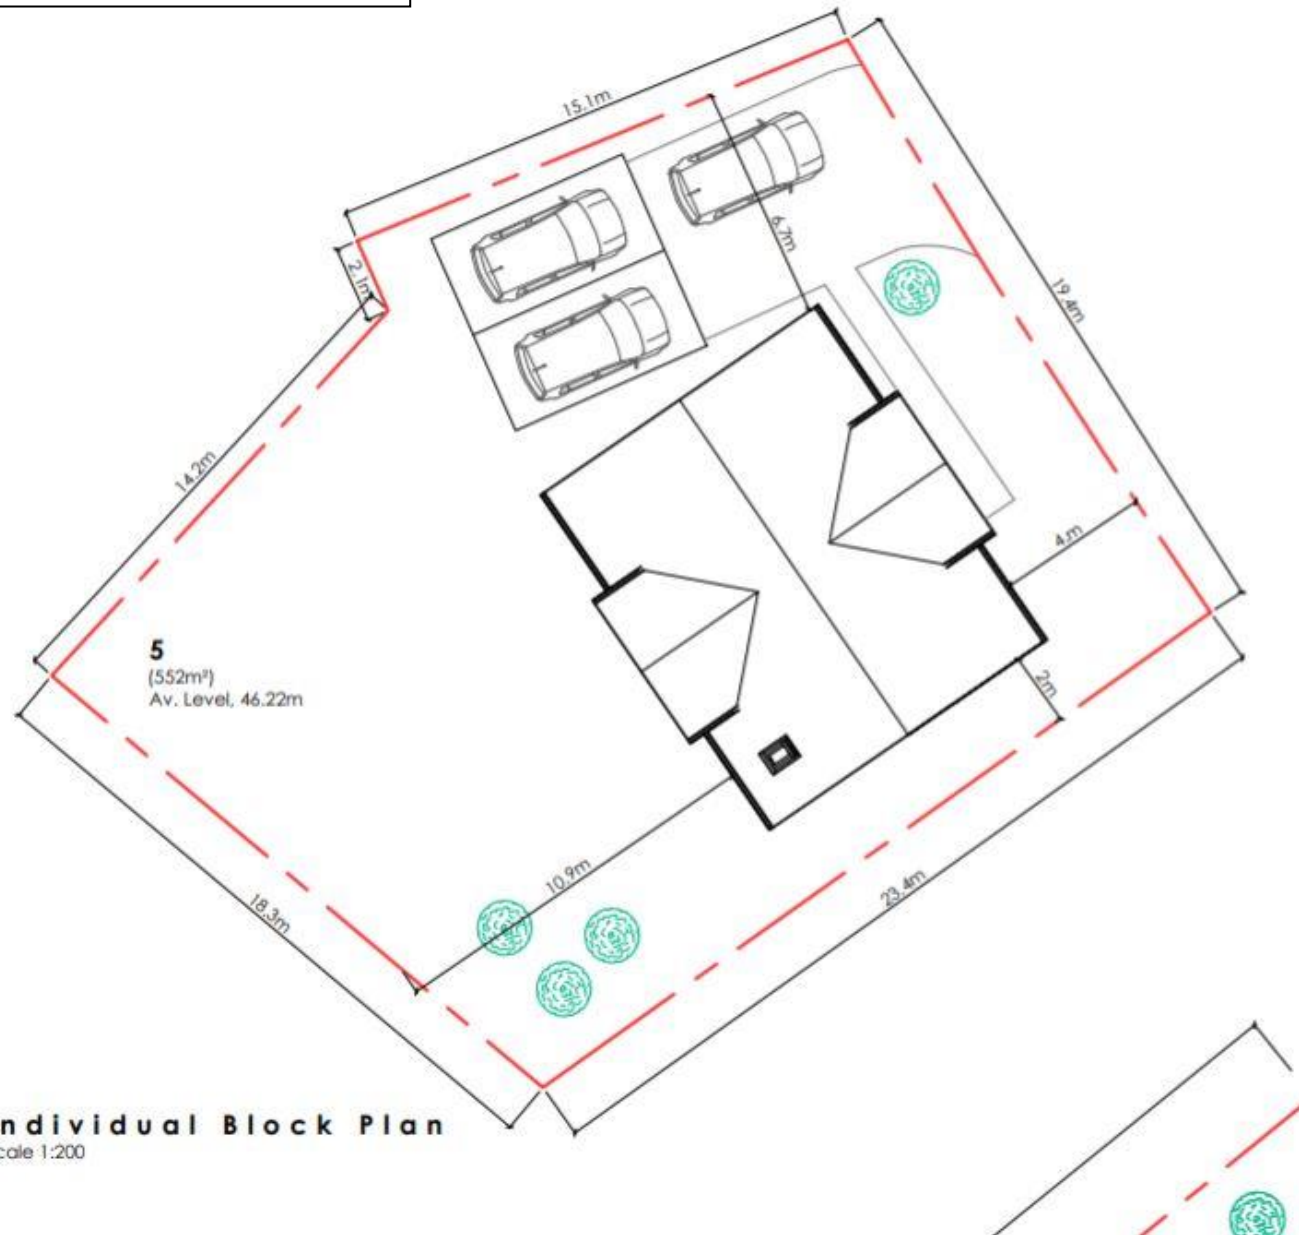 15.1m
2.1m
6.7m
19.4m
14.2m
4.m
5
(552m²)
Av. Level, 46.22m
2m
10.9m
23.4m
18.3m
ndividual Block Plan
cale 1:200